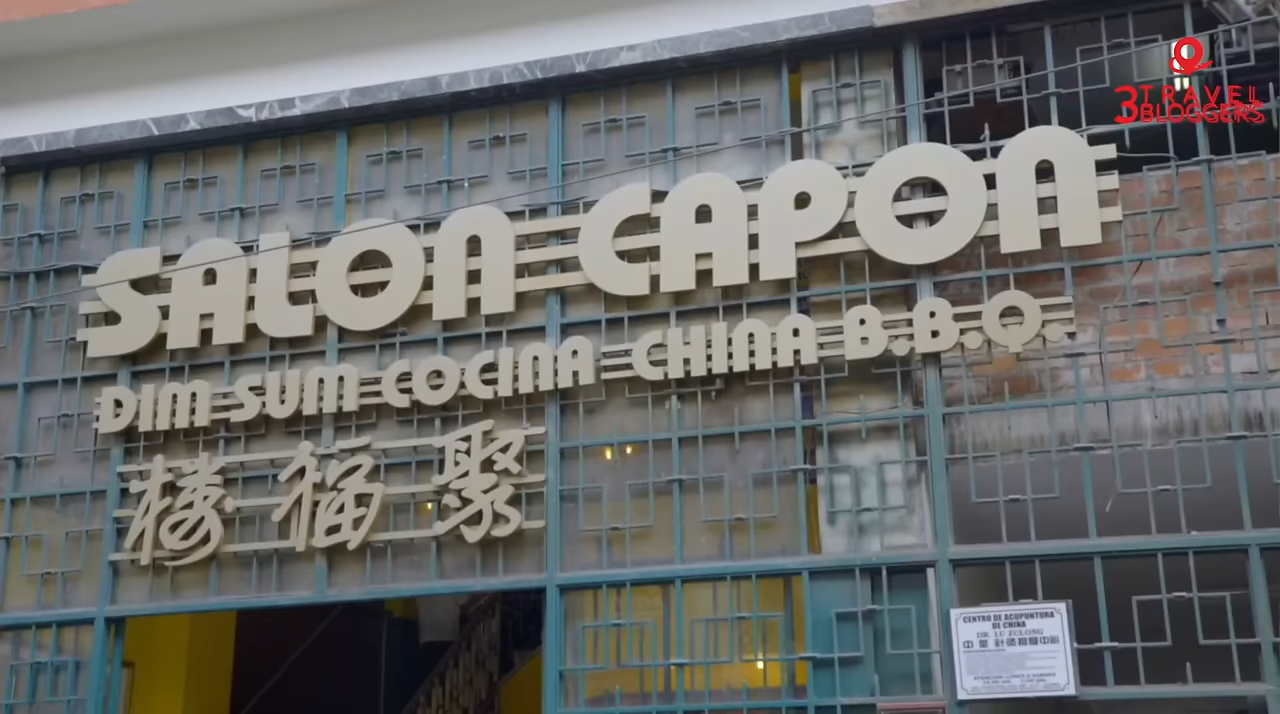 3 TRAVEL
BLOGGERS
SALON CAPON
DIM SUM COCINA CHINA B.B.Q.
楼福聚
CENTRO DE ACUPUNTURA
DE CHINA
DR. LU ZULONG